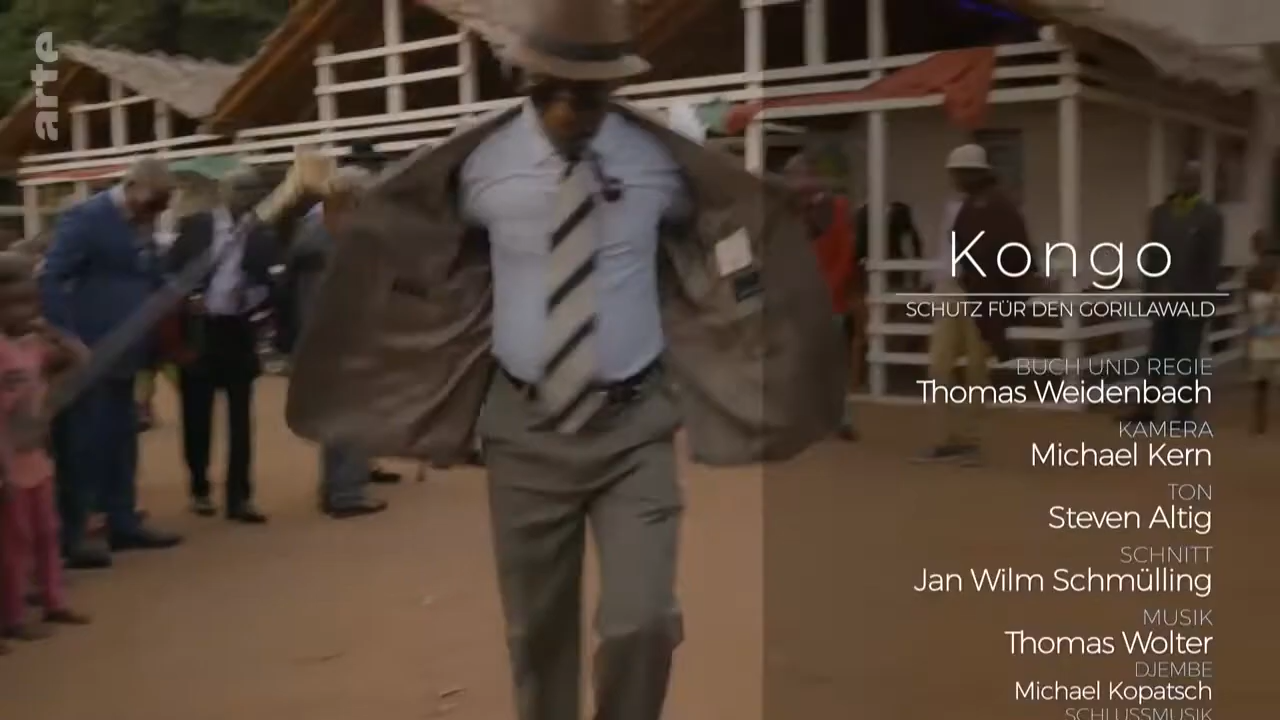 arte
Kongo
SCHUTZ FÜR DEN GORILLAWALD
BUCH UND REGIE
Thomas Weidenbach
KAMERA
Michael Kern
TON
Steven Altig
SCHNITT
Jan Wilm Schmülling
MUSIK
Thomas Wolter
DJEMBE
Michael Kopatsch
SCHLUSSMUSIK